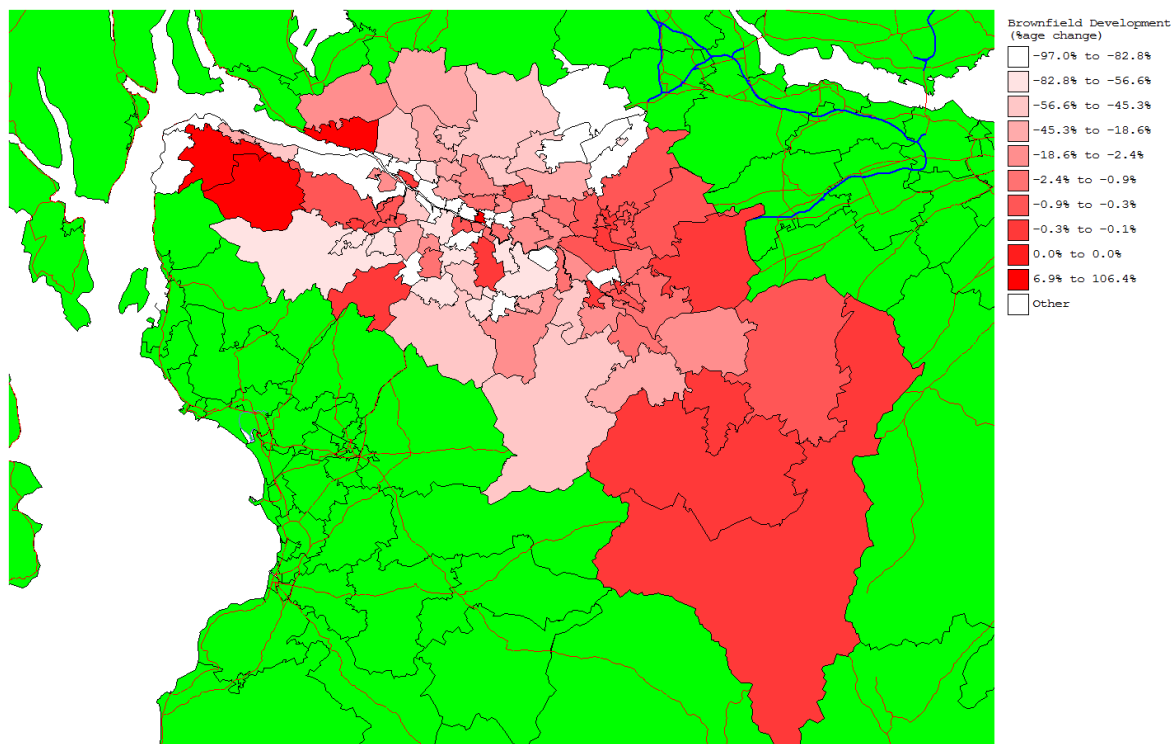 Brownfield Development
(%age change)
-97.0% to -82.8%
-82.8% to -56.6%
-56.6% to -45.3%
-45.3% to -18.6%
-18.6% to -2.4%
-2.4% to -0.9%
-0.9% to -0.3%
-0.3% to -0.1%
0.0% to 0.0%
6.9% to 106.4%
Other